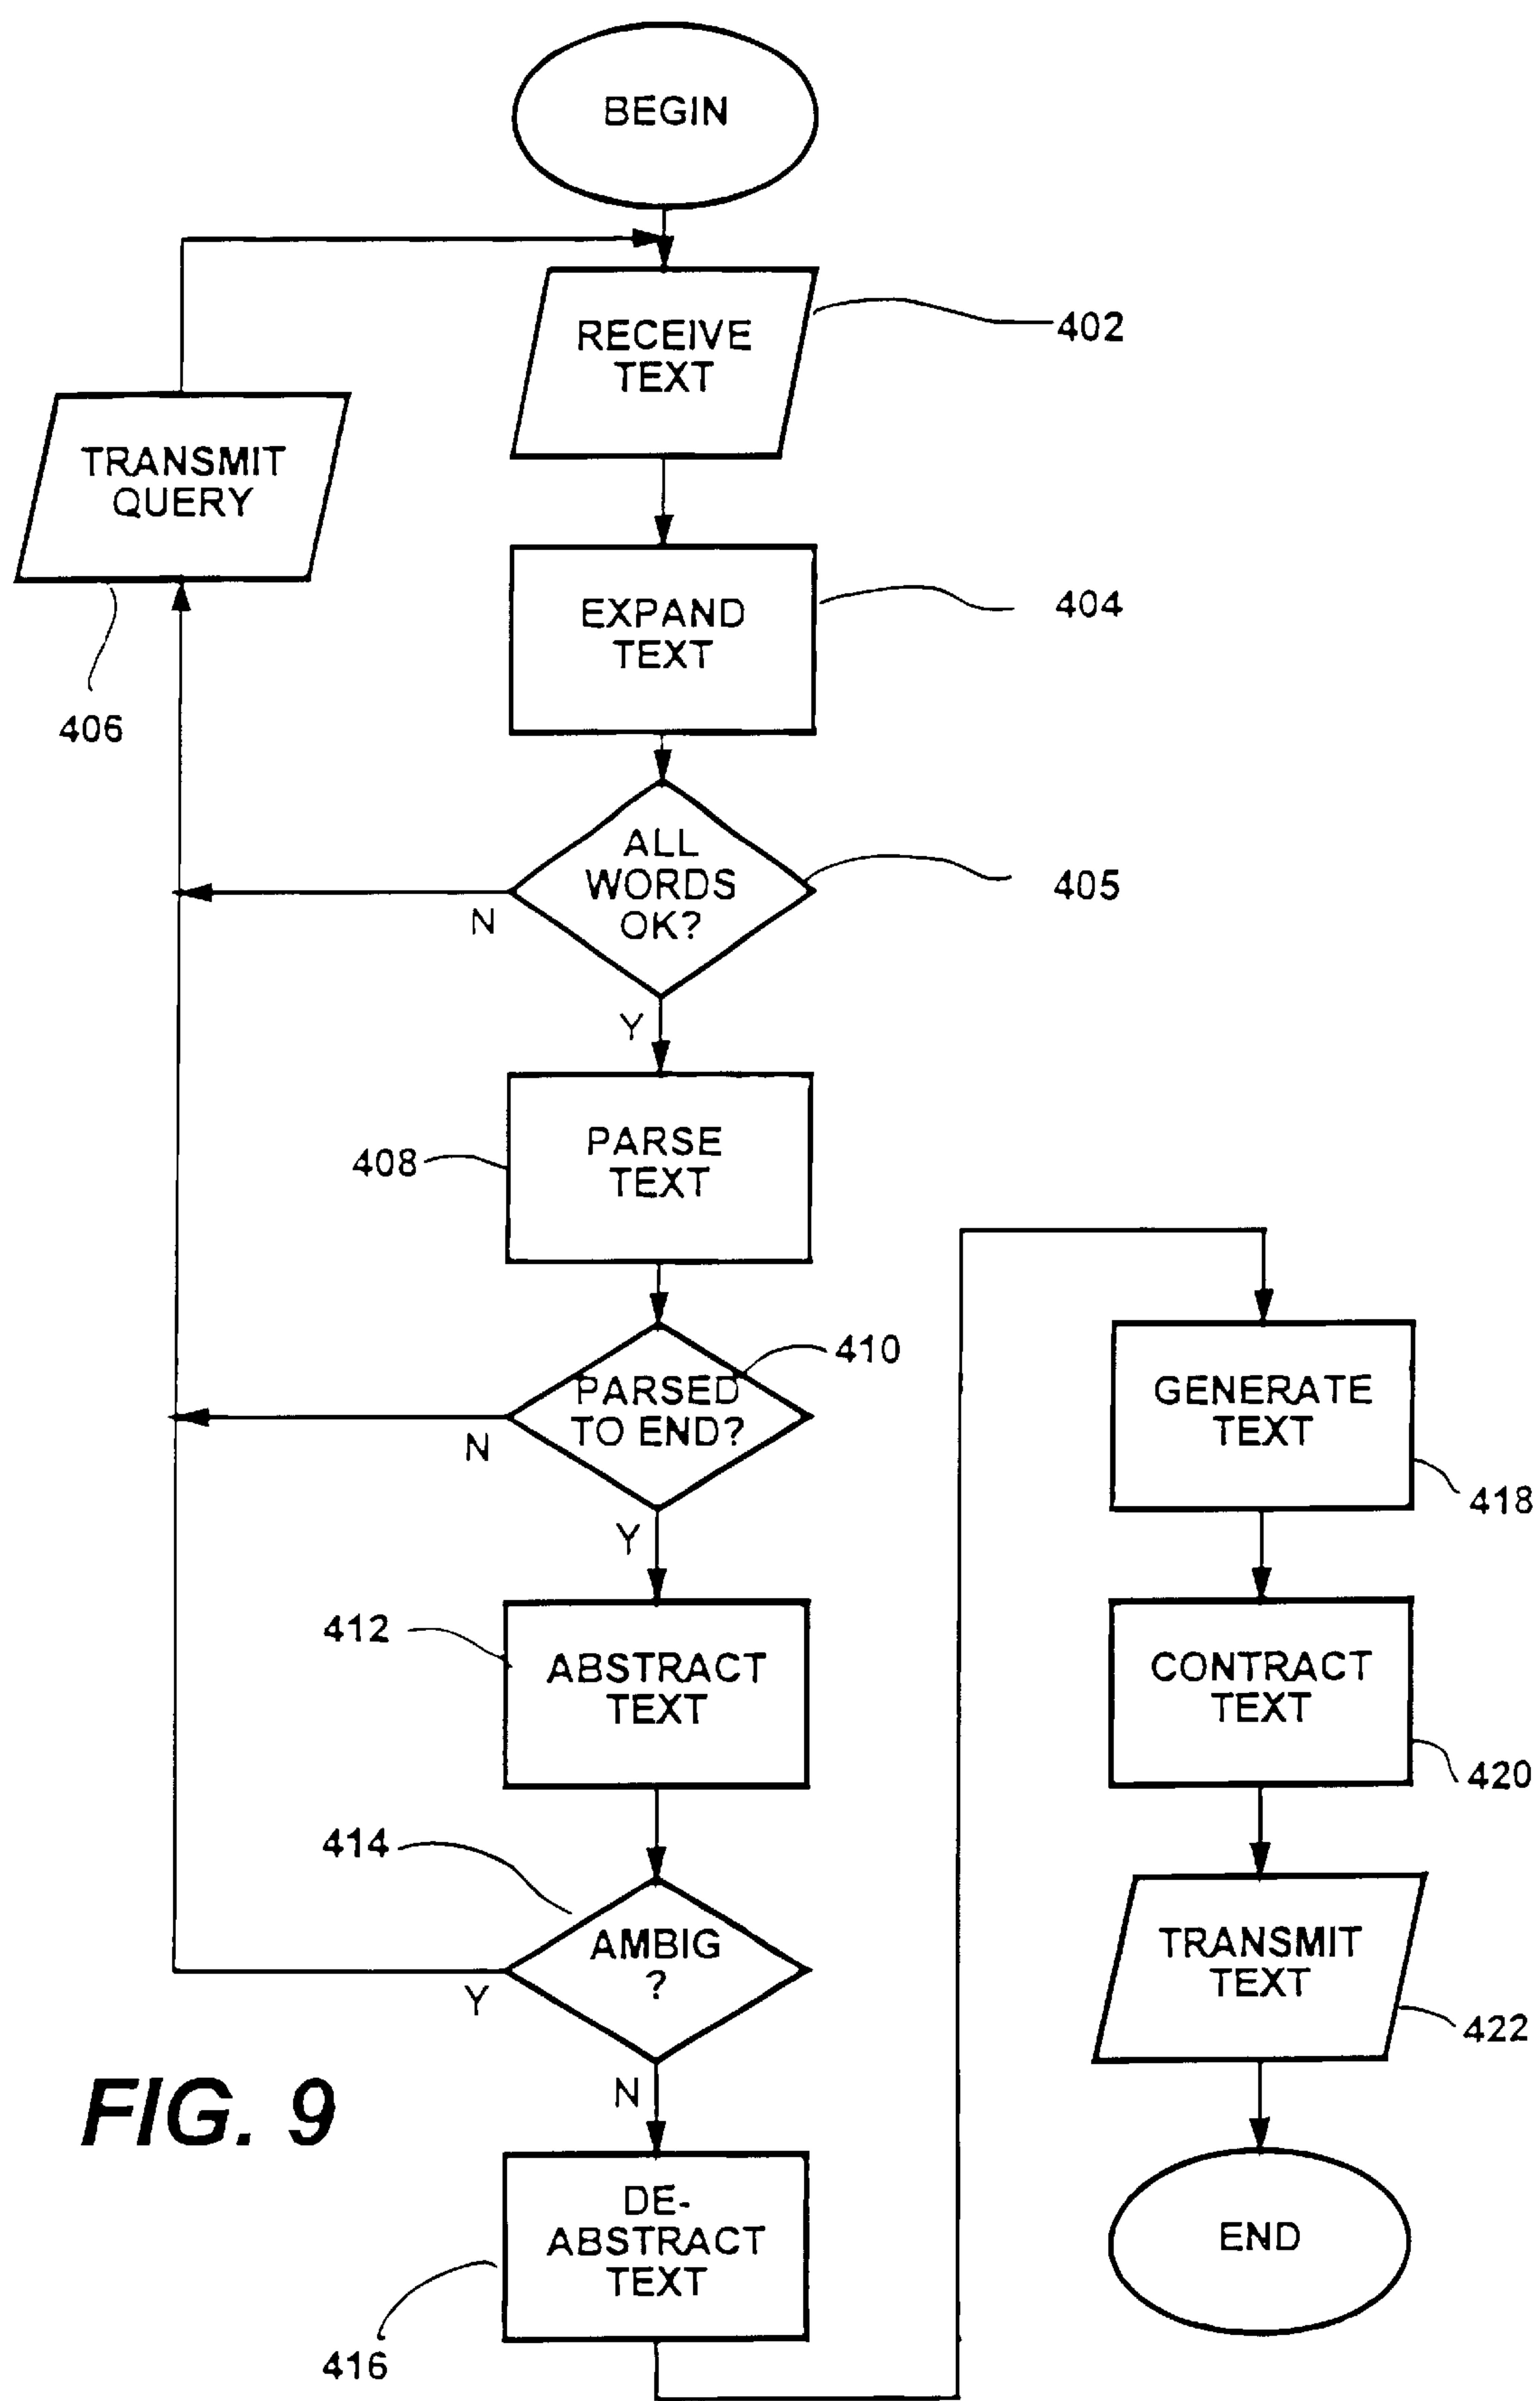 BEGIN
RECEIVE
TEXT
402
TRANSMIT
QUERY
406
EXPAND
TEXT
404
ALL
WORDS
OK?
405
N
Y
PARSE
TEXT
408
PARSED
TO END?
410
N
Y
ABSTRACT
TEXT
412
AMBIG
?
414
Y
N
DE-
ABSTRACT
TEXT
416
GENERATE
TEXT
418
CONTRACT
TEXT
420
TRANSMIT
TEXT
422
END
FIG. 9